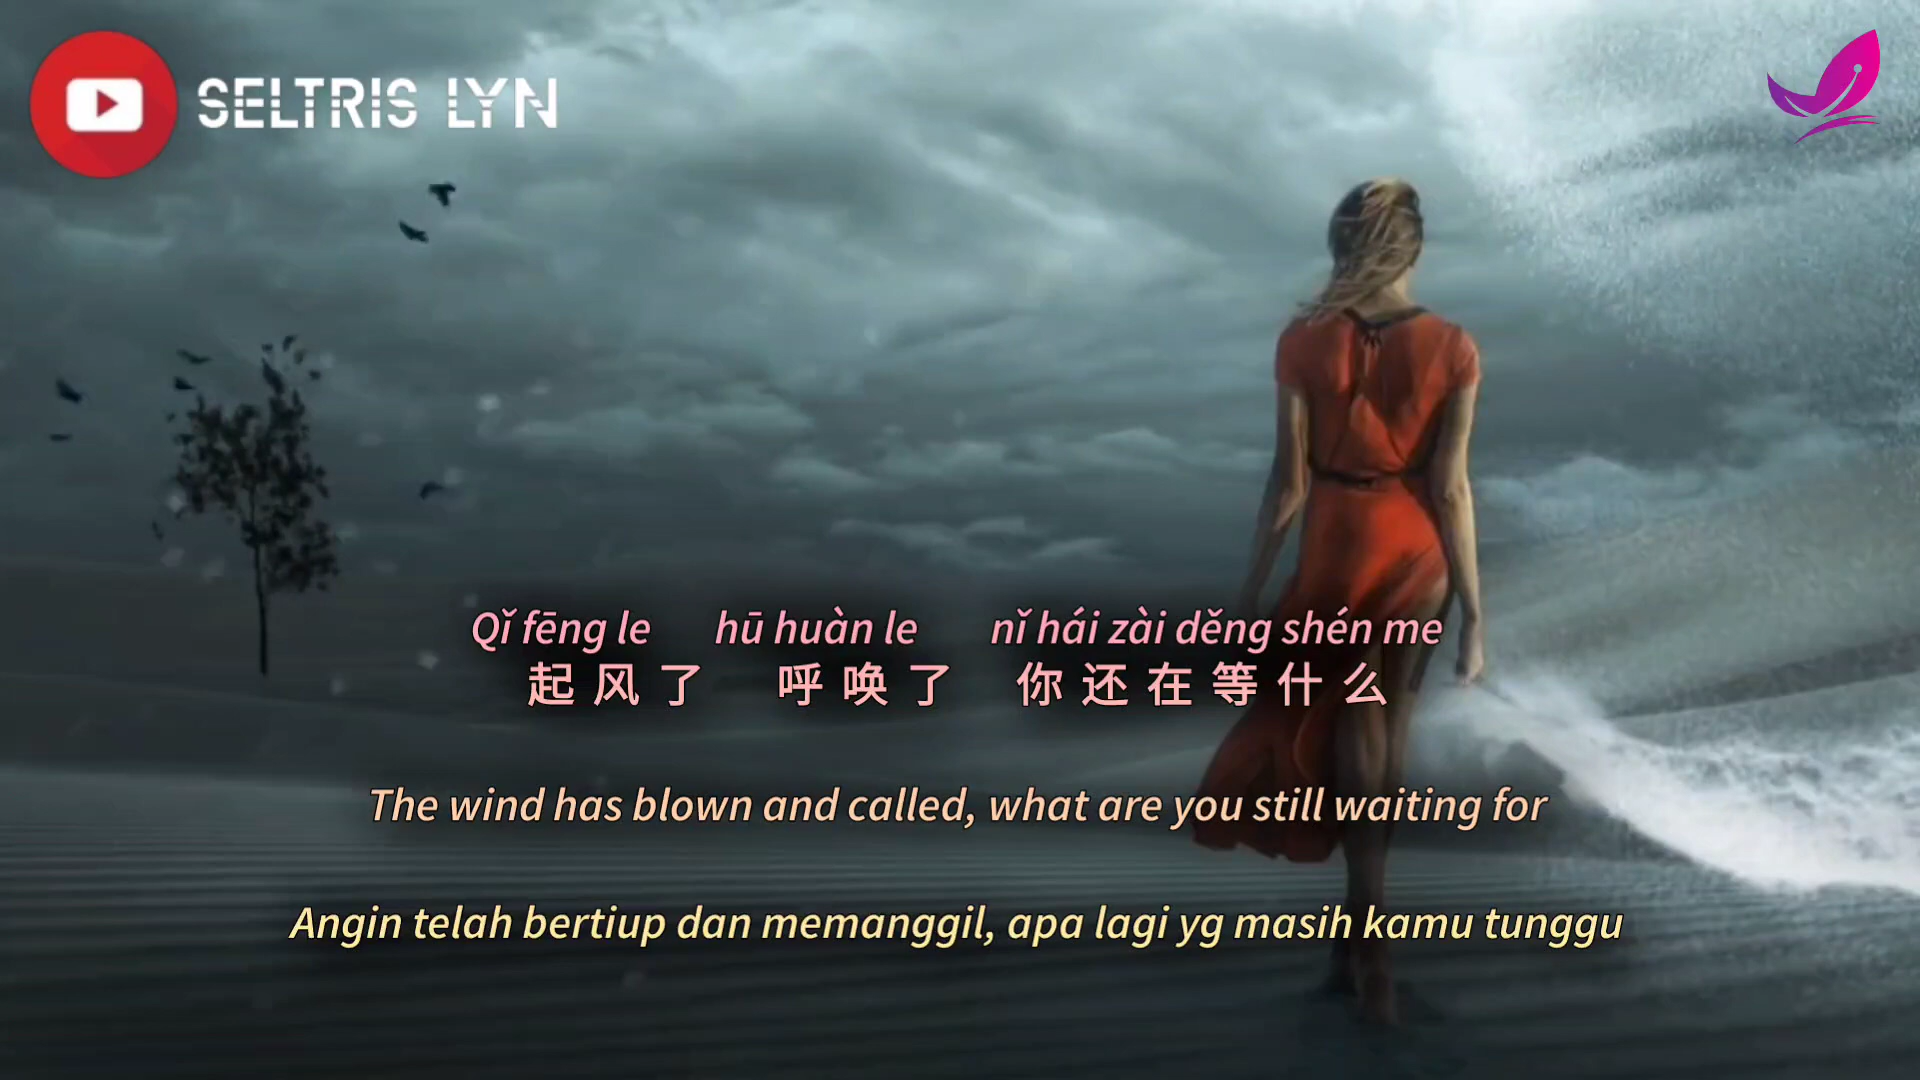 SELTRIS LYN
Qǐ fēng le hū huàn le nǐ hái zài děng shén me
起风了 呼唤了 你还在等什么
The wind has blown and called, what are you still waiting for
Angin telah bertiup dan memanggil, apa lagi yg masih kamu tunggu